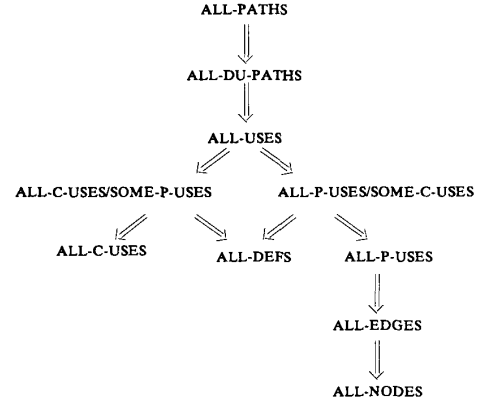 ALL-PATHS
ALL-DU-PATHS
ALL-USES
ALL-C-USES/SOME-P-USES
ALL-P-USES/SOME-C-USES
ALL-C-USES
ALL-DEFS
ALL-P-USES
ALL-EDGES
ALL-NODES